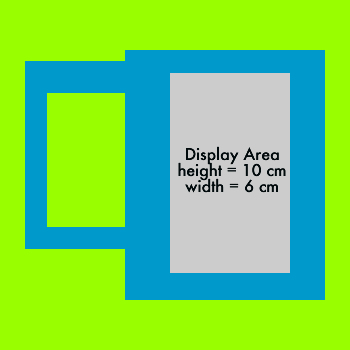 Display Area
height = 10 cm
width = 6 cm